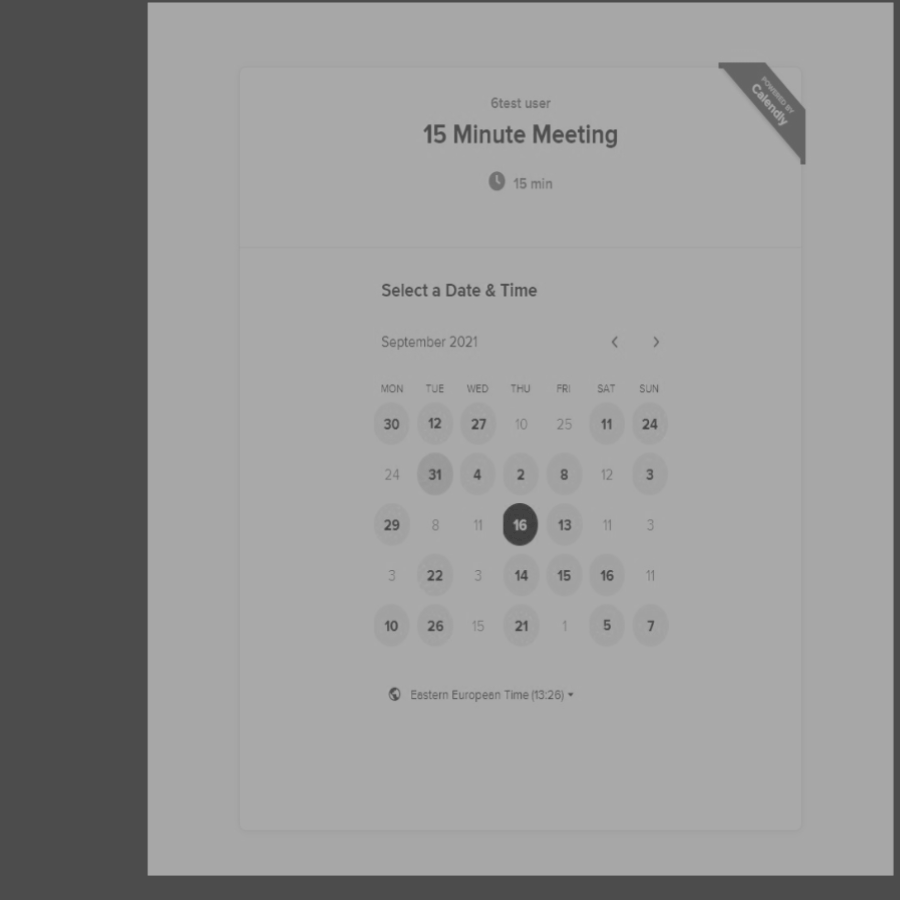 POWERED BY
Calendly
6test user
15 Minute Meeting
15 min
Select a Date & Time
September 2021
MON TUE WED THU FRI SAT SUN
30 12 27 10 25 11 24
24 31 4 2 8 12 3
29 8 11 16 13 11 3
3 22 3 14 15 16 11
10 26 15 21 1 5 7
Eastern European Time (13:26)